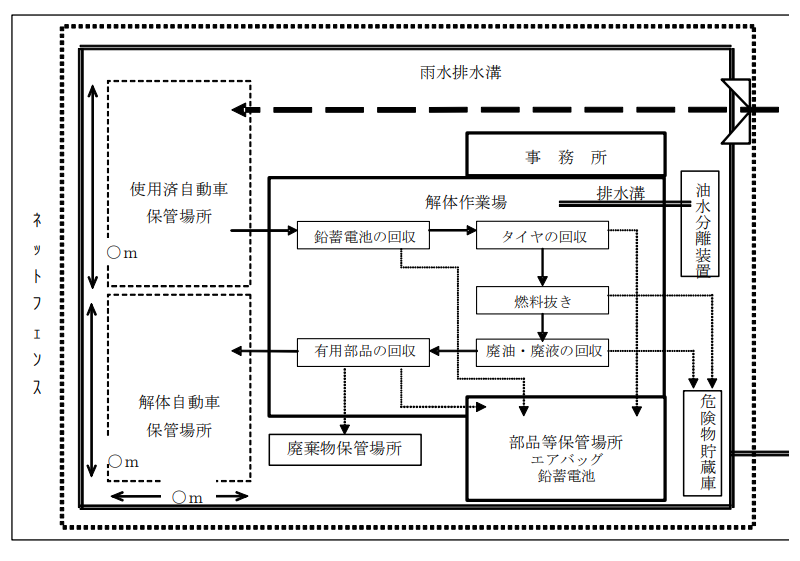 雨水排水溝
事　務　所
使用済自動車
保管場所
解体作業場
排水溝
油水分離装置
ネットフェンス
鉛蓄電池の回収
タイヤの回収
○ｍ
燃料抜き
有用部品の回収
廃油・廃液の回収
解体自動車
保管場所
危険物貯蔵庫
廃棄物保管場所
部品等保管場所
エアバッグ
鉛蓄電池
○ｍ
○ｍ